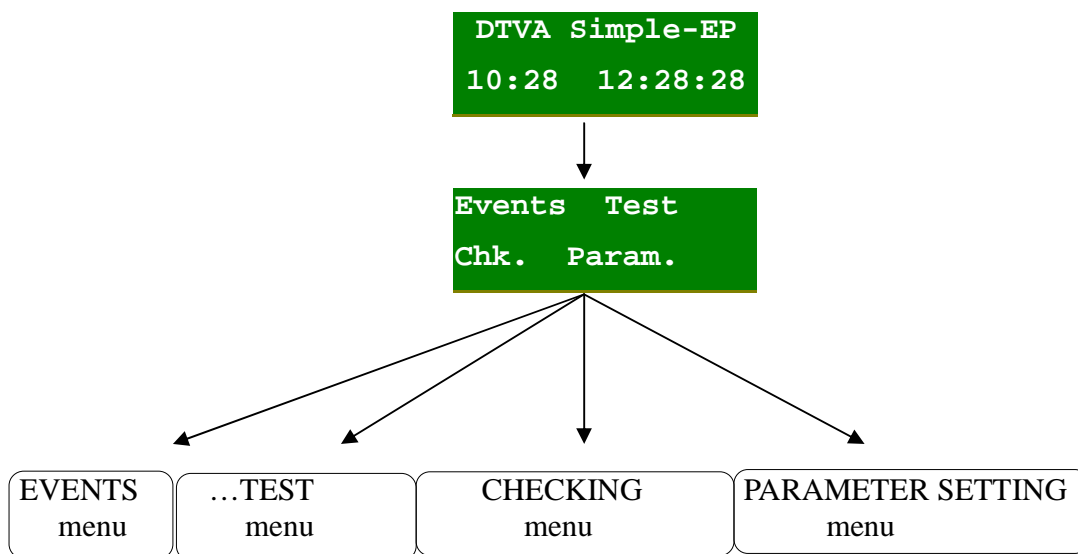 DTVA Simple-EP
10:28 12:28:28
Events Test
Chk. Param.
EVENTS
menu
…TEST
menu
CHECKING
menu
PARAMETER SETTING
menu